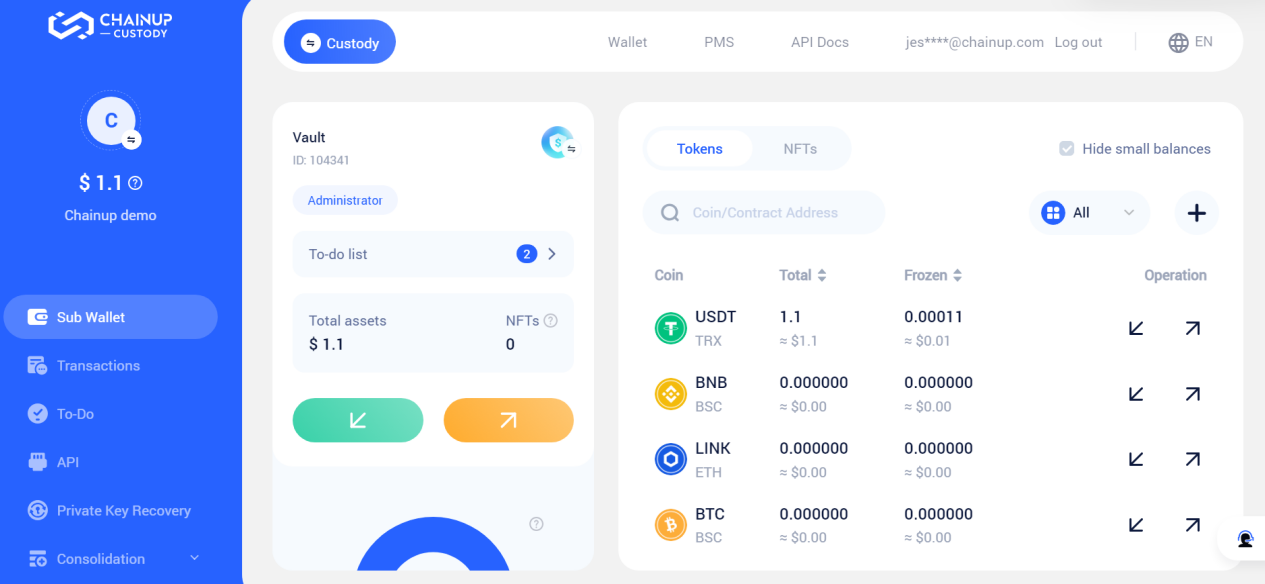 CHAINUP
CUSTODY
C
$ 1.1
Chainup demo
Sub Wallet
Transactions
To-Do
API
Private Key Recovery
Consolidation
Custody
Wallet
PMS
API Docs
jes****@chainup.com
Log out
EN
Vault
ID: 104341
Administrator
To-do list
2
Total assets
NFTs
$ 1.1
0
Tokens
NFTs
Hide small balances
Coin/Contract Address
All
Coin
Total
Frozen
Operation
USDT
1.1
0.00011
TRX
≈ $1.1
≈ $0.01
BNB
0.000000
0.000000
BSC
≈ $0.00
≈ $0.00
LINK
0.000000
0.000000
ETH
≈ $0.00
≈ $0.00
BTC
0.000000
0.000000
BSC
≈ $0.00
≈ $0.00